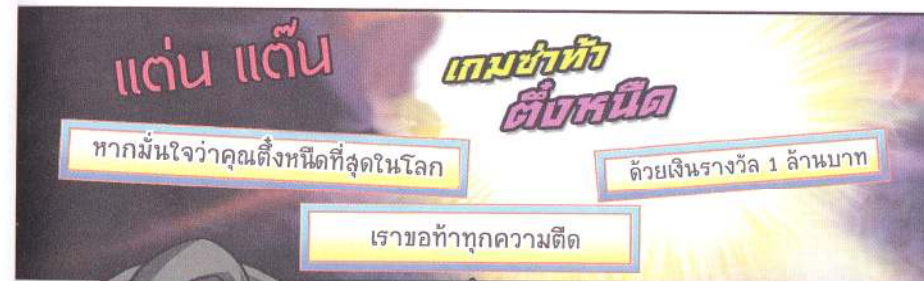 แต่น แต๊น
เกมซ่าท้า
ตึ๋งหนืด
หากมั่นใจว่าคุณตึ๋งหนืดที่สุดในโลก
ด้วยเงินรางวัล 1 ล้านบาท
เราขอท้าทุกความตืด